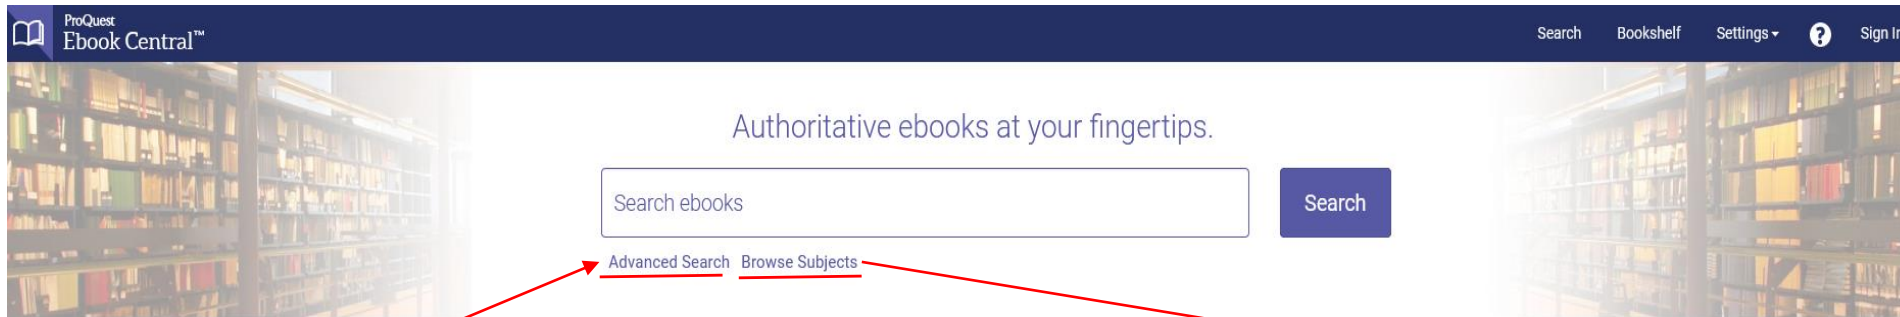 ProQuest
Ebook Central™
Search Bookshelf Settings ? Sign In
Authoritative ebooks at your fingertips.
Search ebooks
Search
Advanced Search Browse Subjects